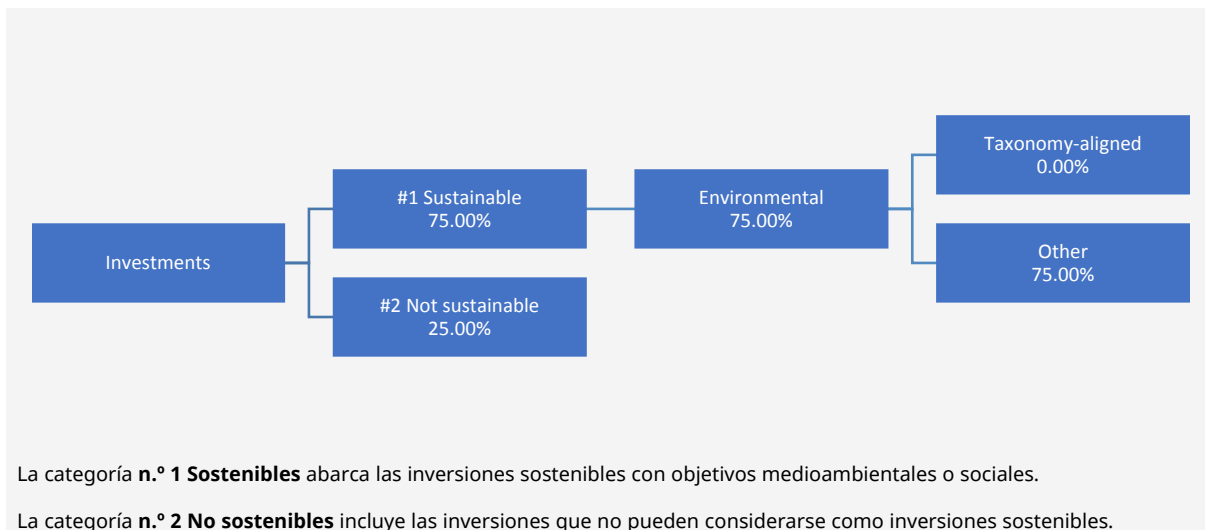 Investments
#1 Sustainable
75.00%
#2 Not sustainable
25.00%
Environmental
75.00%
Taxonomy-aligned
0.00%
Other
75.00%
La categoría n.º 1 Sostenibles abarca las inversiones sostenibles con objetivos medioambientales o sociales.
La categoría n.º 2 No sostenibles incluye las inversiones que no pueden considerarse como inversiones sostenibles.